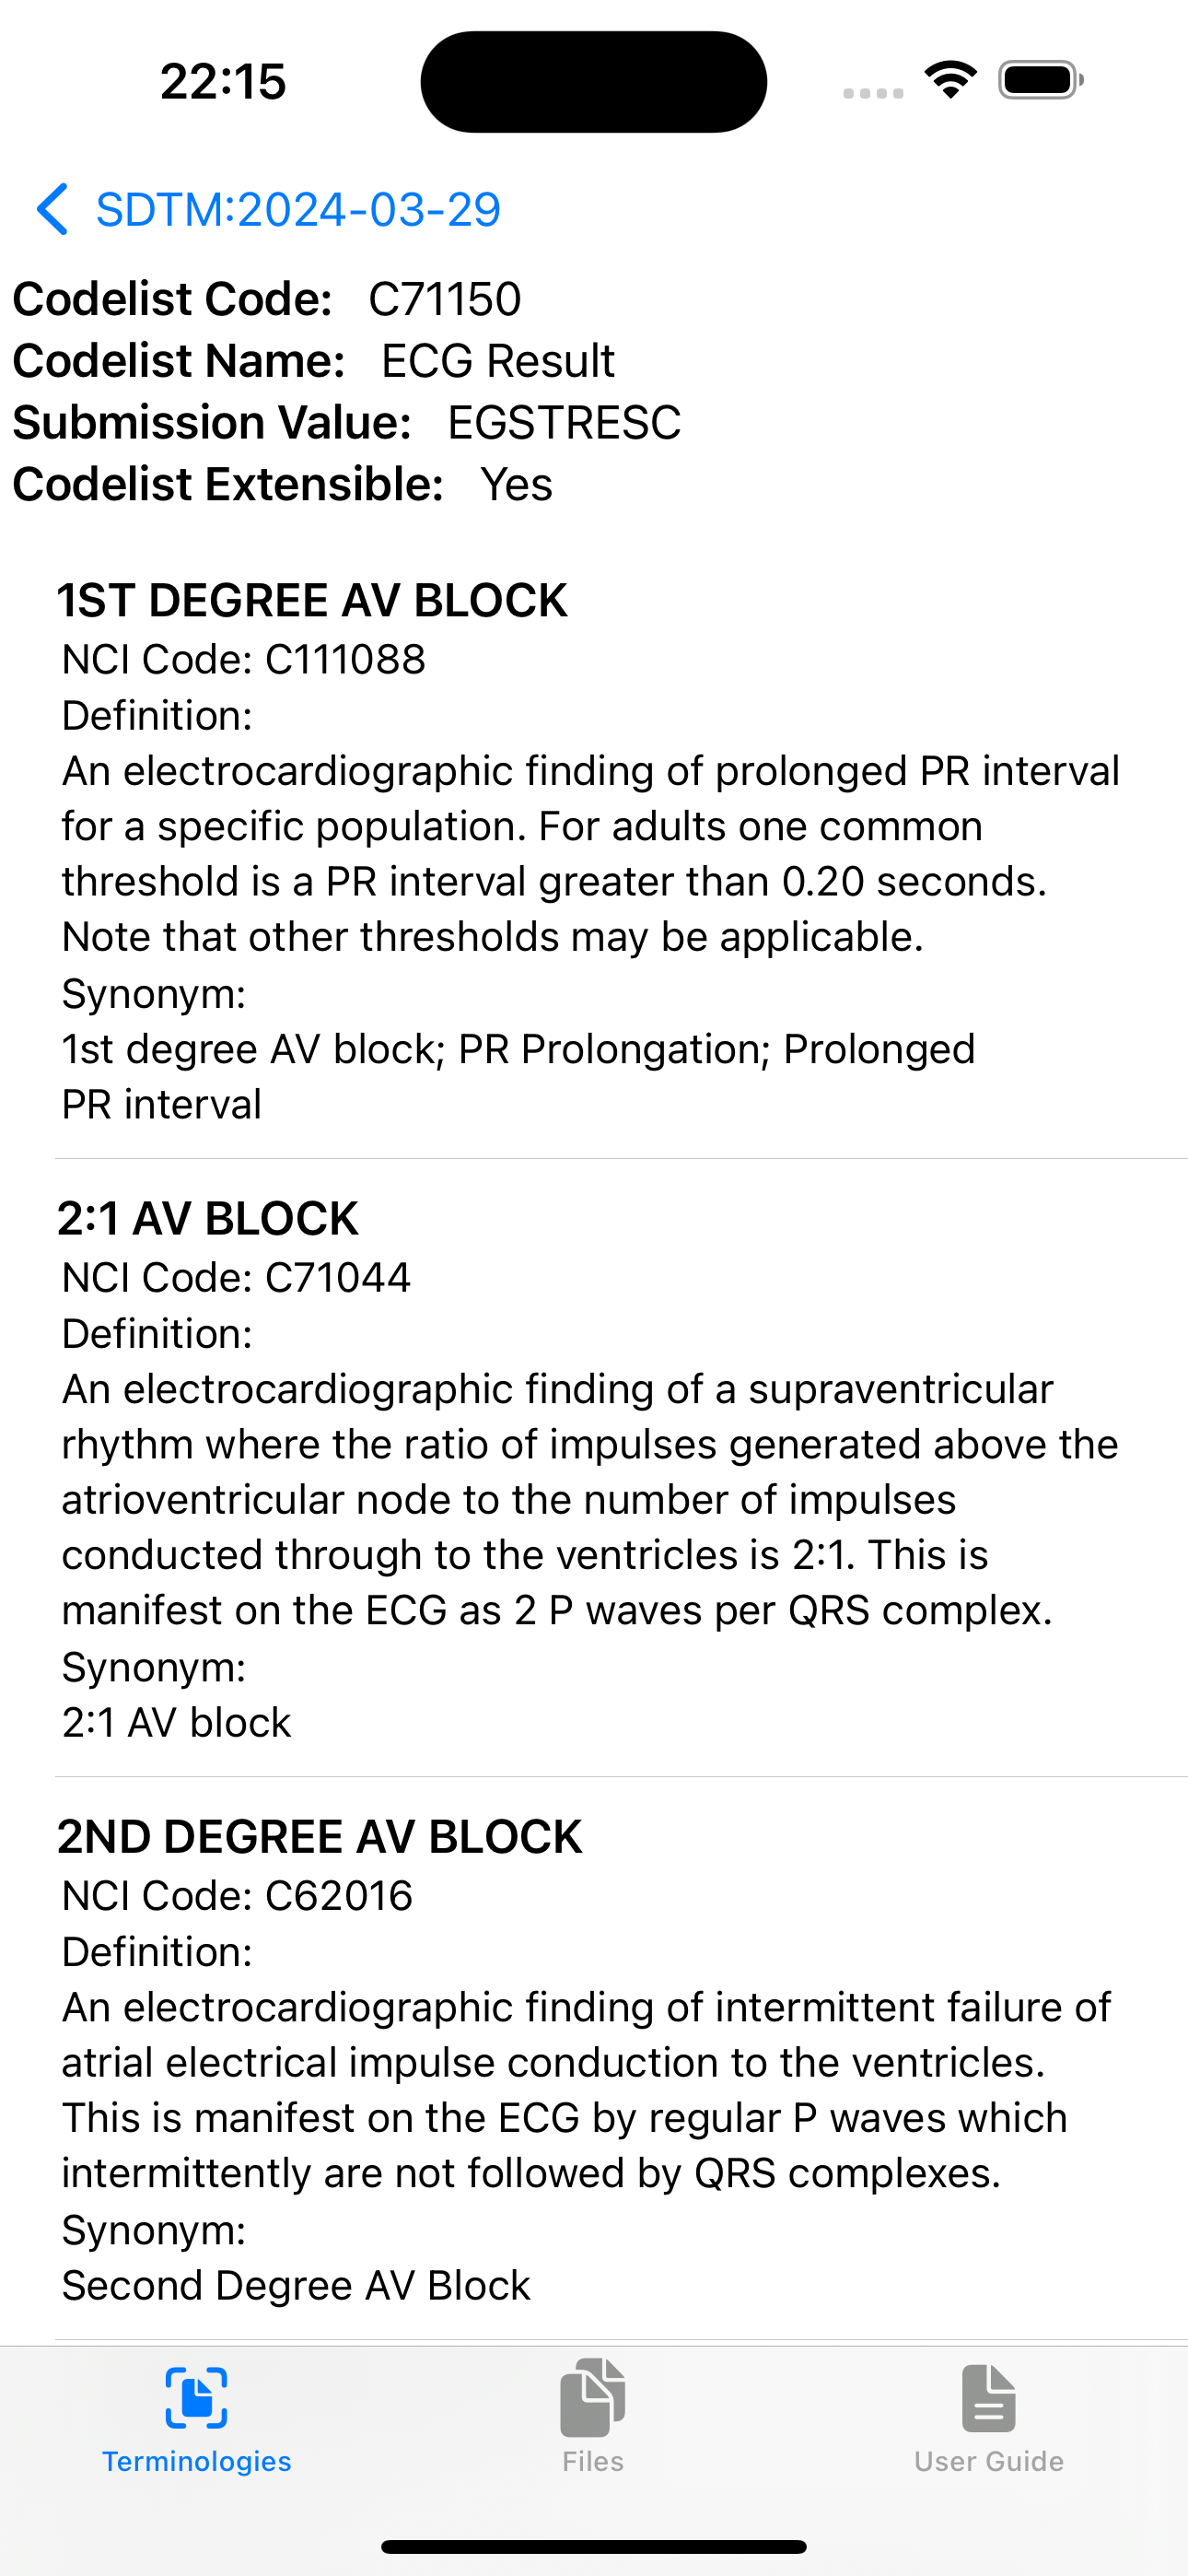 22:15
SDTM:2024-03-29
Codelist Code: C71150
Codelist Name: ECG Result
Submission Value: EGSTRESC
Codelist Extensible: Yes
1ST DEGREE AV BLOCK
NCI Code: C111088
Definition:
An electrocardiographic finding of prolonged PR interval
for a specific population. For adults one common
threshold is a PR interval greater than 0.20 seconds.
Note that other thresholds may be applicable.
Synonym:
1st degree AV block; PR Prolongation; Prolonged
PR interval
2:1 AV BLOCK
NCI Code: C71044
Definition:
An electrocardiographic finding of a supraventricular
rhythm where the ratio of impulses generated above the
atrioventricular node to the number of impulses
conducted through to the ventricles is 2:1. This is
manifest on the ECG as 2 P waves per QRS complex.
Synonym:
2:1 AV block
2ND DEGREE AV BLOCK
NCI Code: C62016
Definition:
An electrocardiographic finding of intermittent failure of
atrial electrical impulse conduction to the ventricles.
This is manifest on the ECG by regular P waves which
intermittently are not followed by QRS complexes.
Synonym:
Second Degree AV Block
Terminologies
Files
User Guide